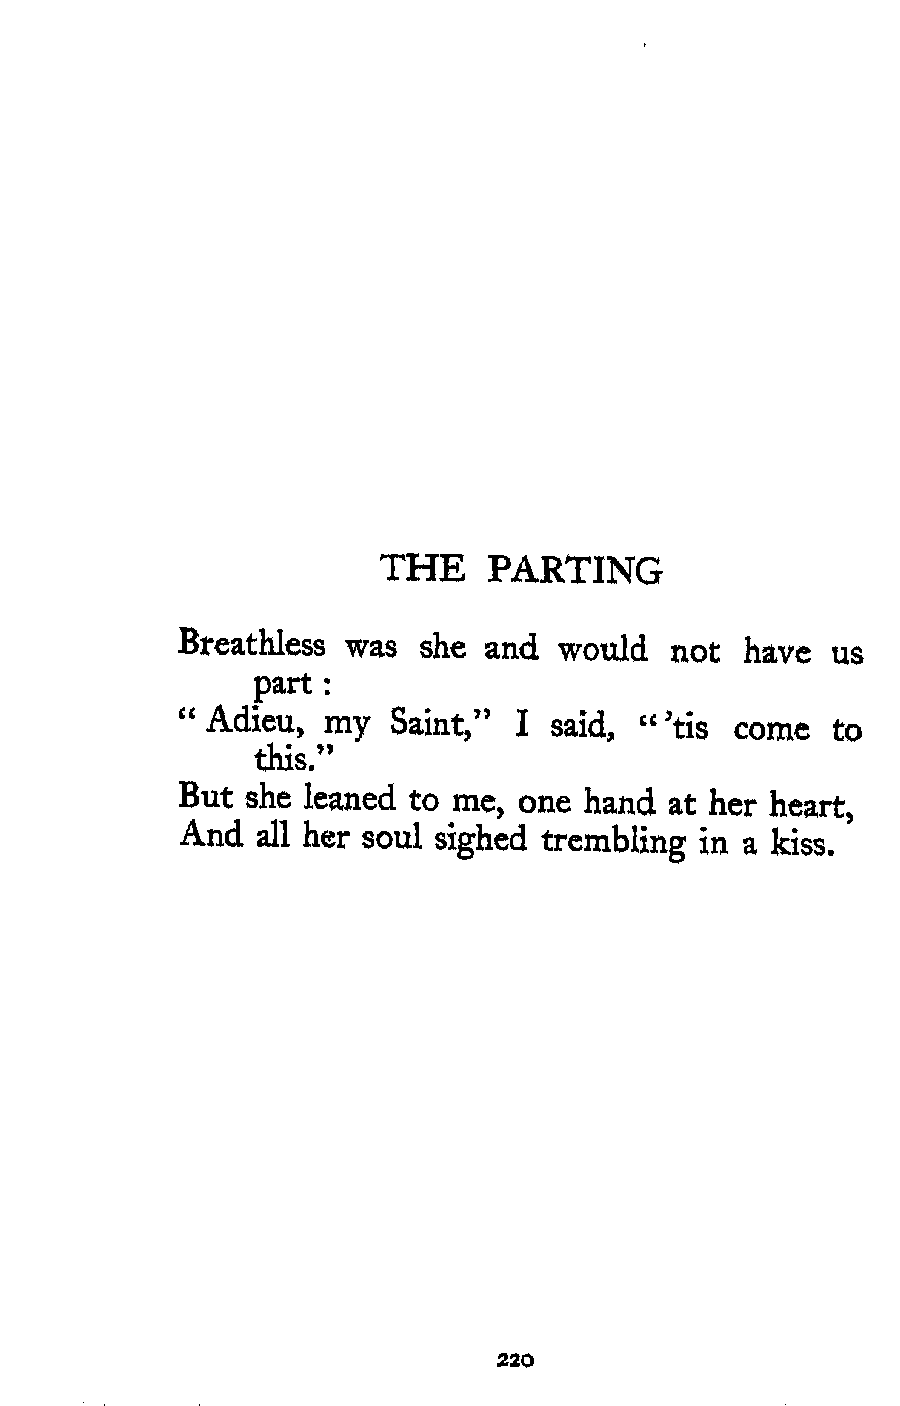 THE PARTING
Breathless was she and would not have us
part :
“ Adieu, my Saint,” I said, “ ’tis come to
this.”
But she leaned to me, one hand at her heart,
And all her soul sighed trembling in a kiss.
220